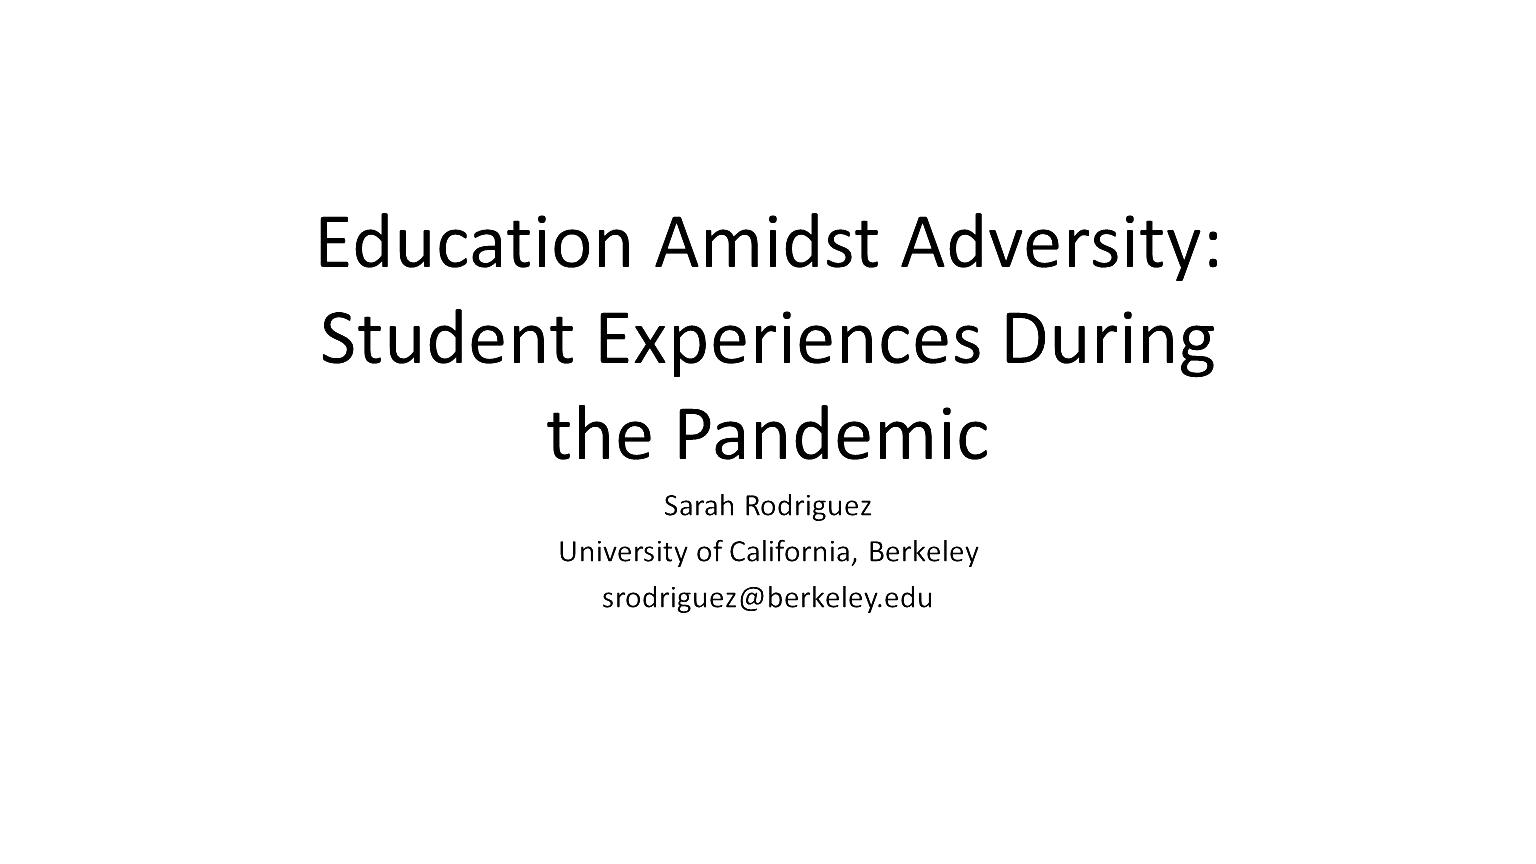 Education Amidst Adversity:
Student Experiences During
the Pandemic
Sarah Rodriguez
University of California, Berkeley
srodriguez@berkeley.edu